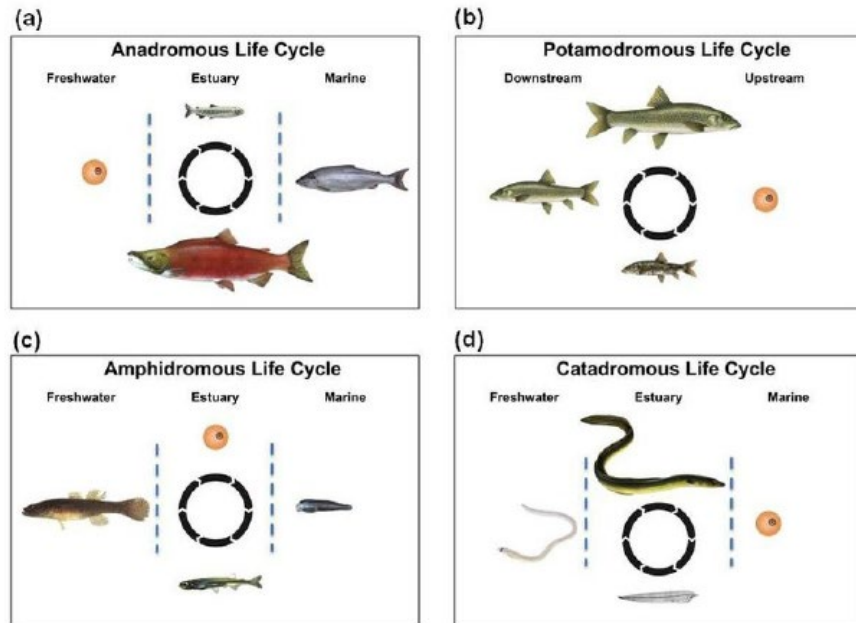 (a)
Anadromous Life Cycle
Freshwater Estuary Marine
(b)
Potamodromous Life Cycle
Downstream Upstream
(c)
Amphidromous Life Cycle
Freshwater Estuary Marine
(d)
Catadromous Life Cycle
Freshwater Estuary Marine